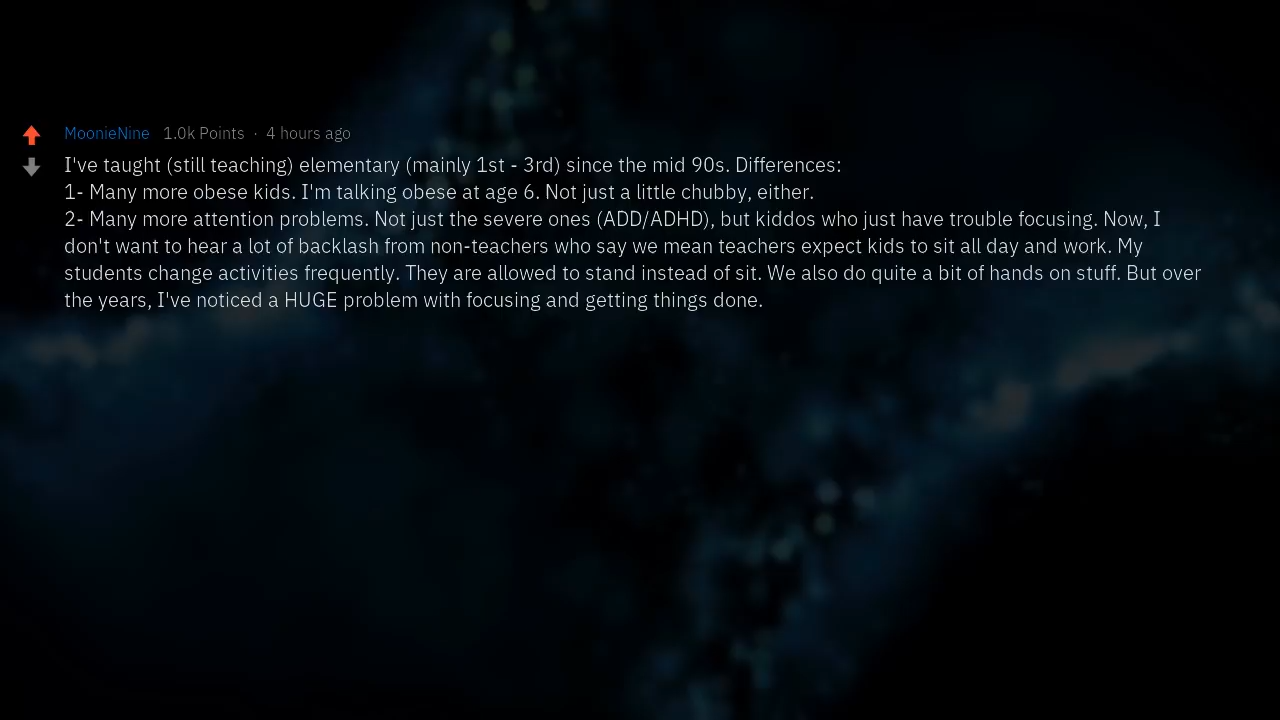 MoonieNine 1.0k Points · 4 hours ago
I've taught (still teaching) elementary (mainly 1st - 3rd) since the mid 90s. Differences:
1- Many more obese kids. I'm talking obese at age 6. Not just a little chubby, either.
2- Many more attention problems. Not just the severe ones (ADD/ADHD), but kiddos who just have trouble focusing. Now, I
don't want to hear a lot of backlash from non-teachers who say we mean teachers expect kids to sit all day and work. My
students change activities frequently. They are allowed to stand instead of sit. We also do quite a bit of hands on stuff. But over
the years, I've noticed a HUGE problem with focusing and getting things done.